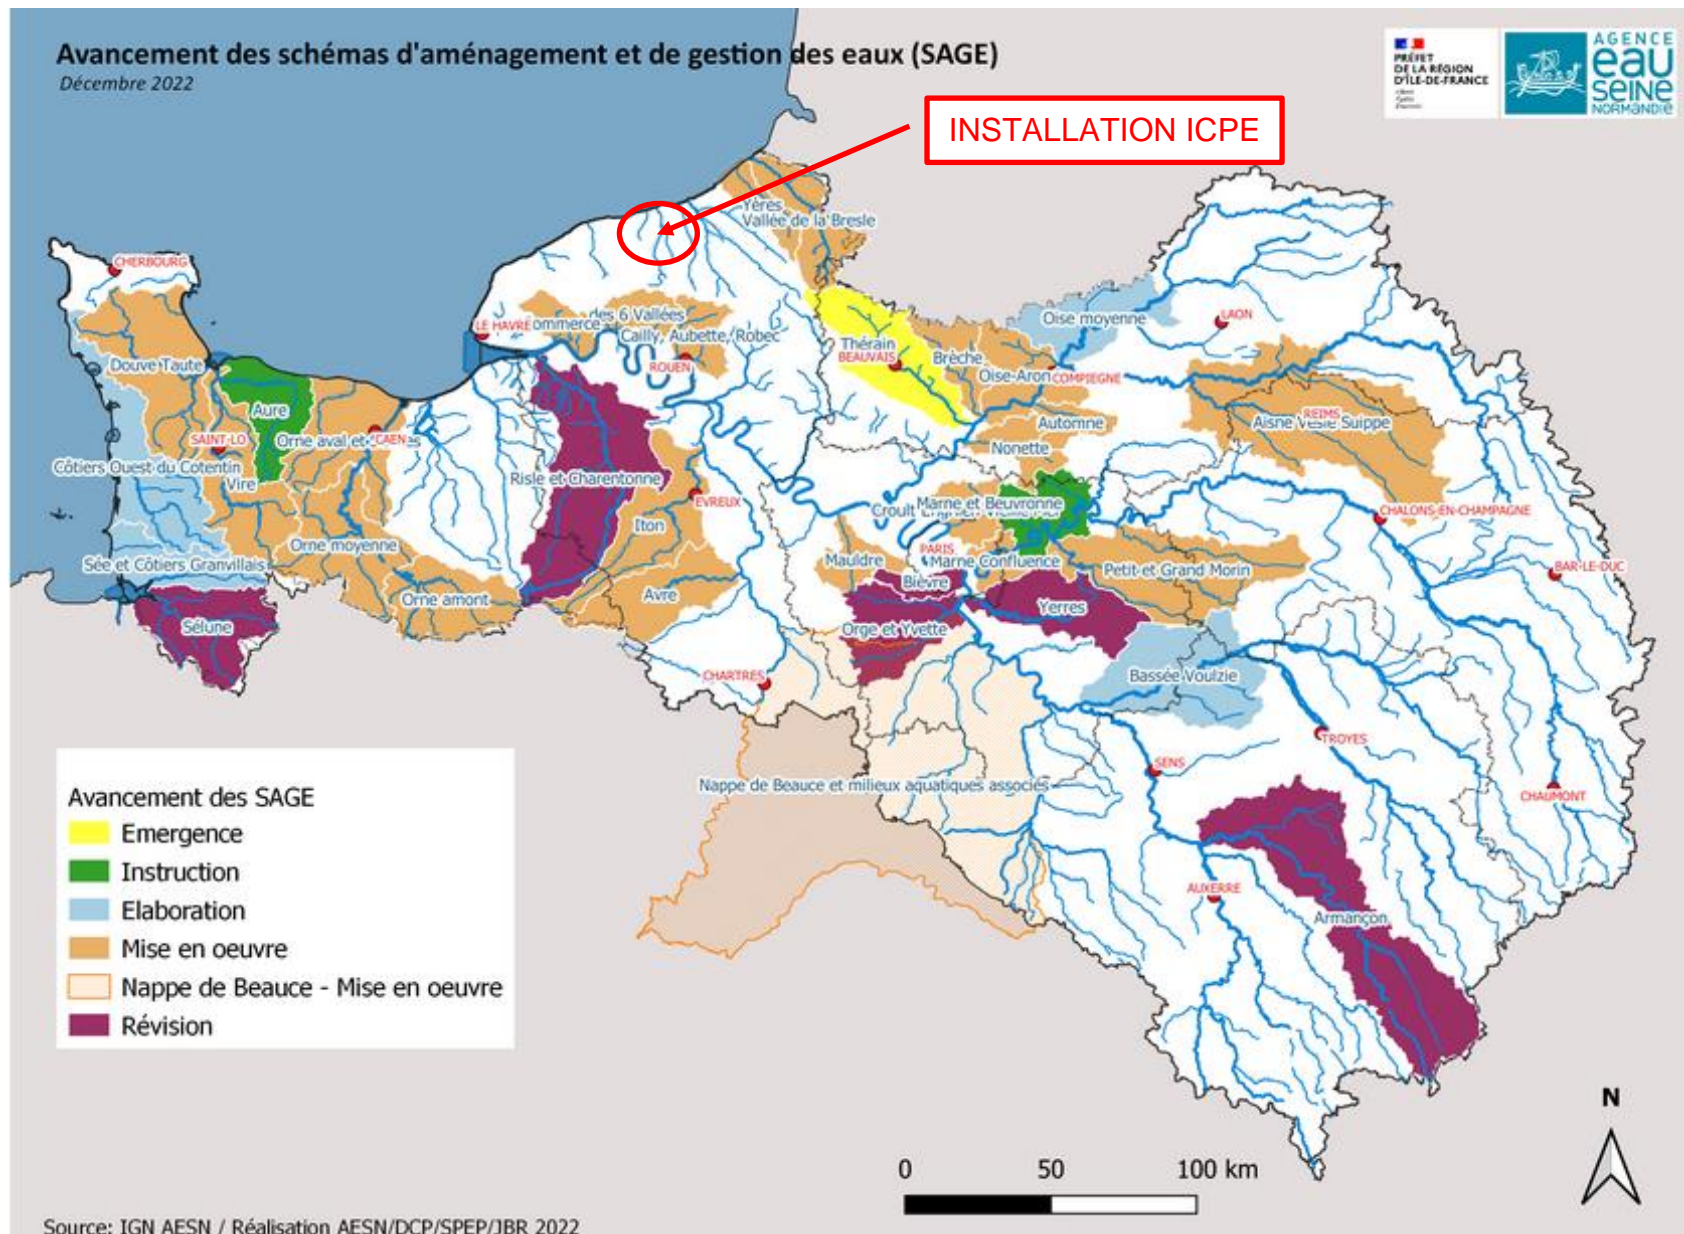 Avancement des schémas d'aménagement et de gestion des eaux (SAGE)
Décembre 2022
PRÉFET
DE LA RÉGION
D'ÎLE-DE-FRANCE
AGENCE
eau
seine
NORMANDIE
INSTALLATION ICPE
Yères
Vallée de la Bresle
CHERBOURG
LE HAVRE
Commerce
des 6 Vallées
Cailly, Aubette, Robec
ROUEN
Oise moyenne
LAON
Thérain
BEAUVAIS
Brèche
Oise-Aron
COMPIEGNE
Douve Taute
Aure
SAINT-LO
Orne aval et
CAEN
Côtiers Ouest du Cotentin
Vire
Automne
Nonette
REIMS
Aisne Vesle Suippe
Risle et Charentonne
EVREUX
Iton
Croult
Marne et Beuvronne
CHALONS-EN-CHAMPAGNE
Orne moyenne
Sée et Côtiers Granvillais
Mauldre
PARIS
Marne Confluence
Bièvre
Petit et Grand Morin
BAR-LE-DUC
Orne amont
Avre
Yerres
Sélune
Orge et Yvette
CHARTRES
Bassée Voulzie
TROYES
SENS
Nappe de Beauce et milieux aquatiques associés
CHAUMONT
AUXERRE
Armançon
Avancement des SAGE
Emergence
Instruction
Elaboration
Mise en oeuvre
Nappe de Beauce - Mise en oeuvre
Révision
N
0 50 100 km
Source: IGN AESN / Réalisation AESN/DCP/SPEP/JBR 2022